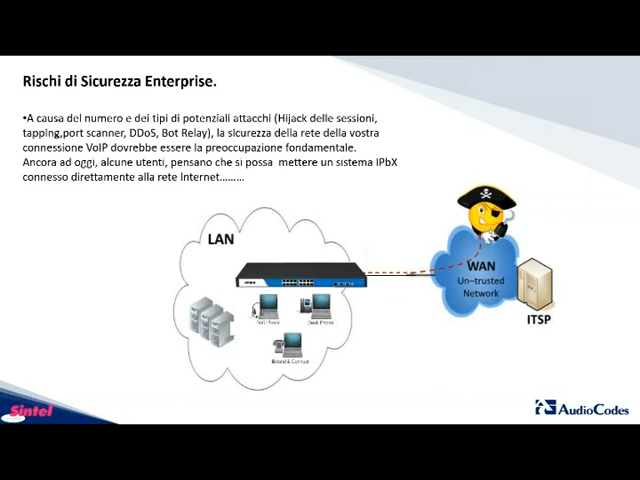 Rischi di Sicurezza Enterprise.
•A causa del numero e dei tipi di potenziali attacchi (Hijack delle sessioni,
tapping,port scanner, DDoS, Bot Relay), la sicurezza della rete della vostra
connessione VoIP dovrebbe essere la preoccupazione fondamentale.
Ancora ad oggi, alcune utenti, pensano che si possa mettere un sistema IPbX
connesso direttamente alla rete Internet………
LAN
IPBX
WAN
Un–trusted
Network
ITSP
Sintel
AudioCodes